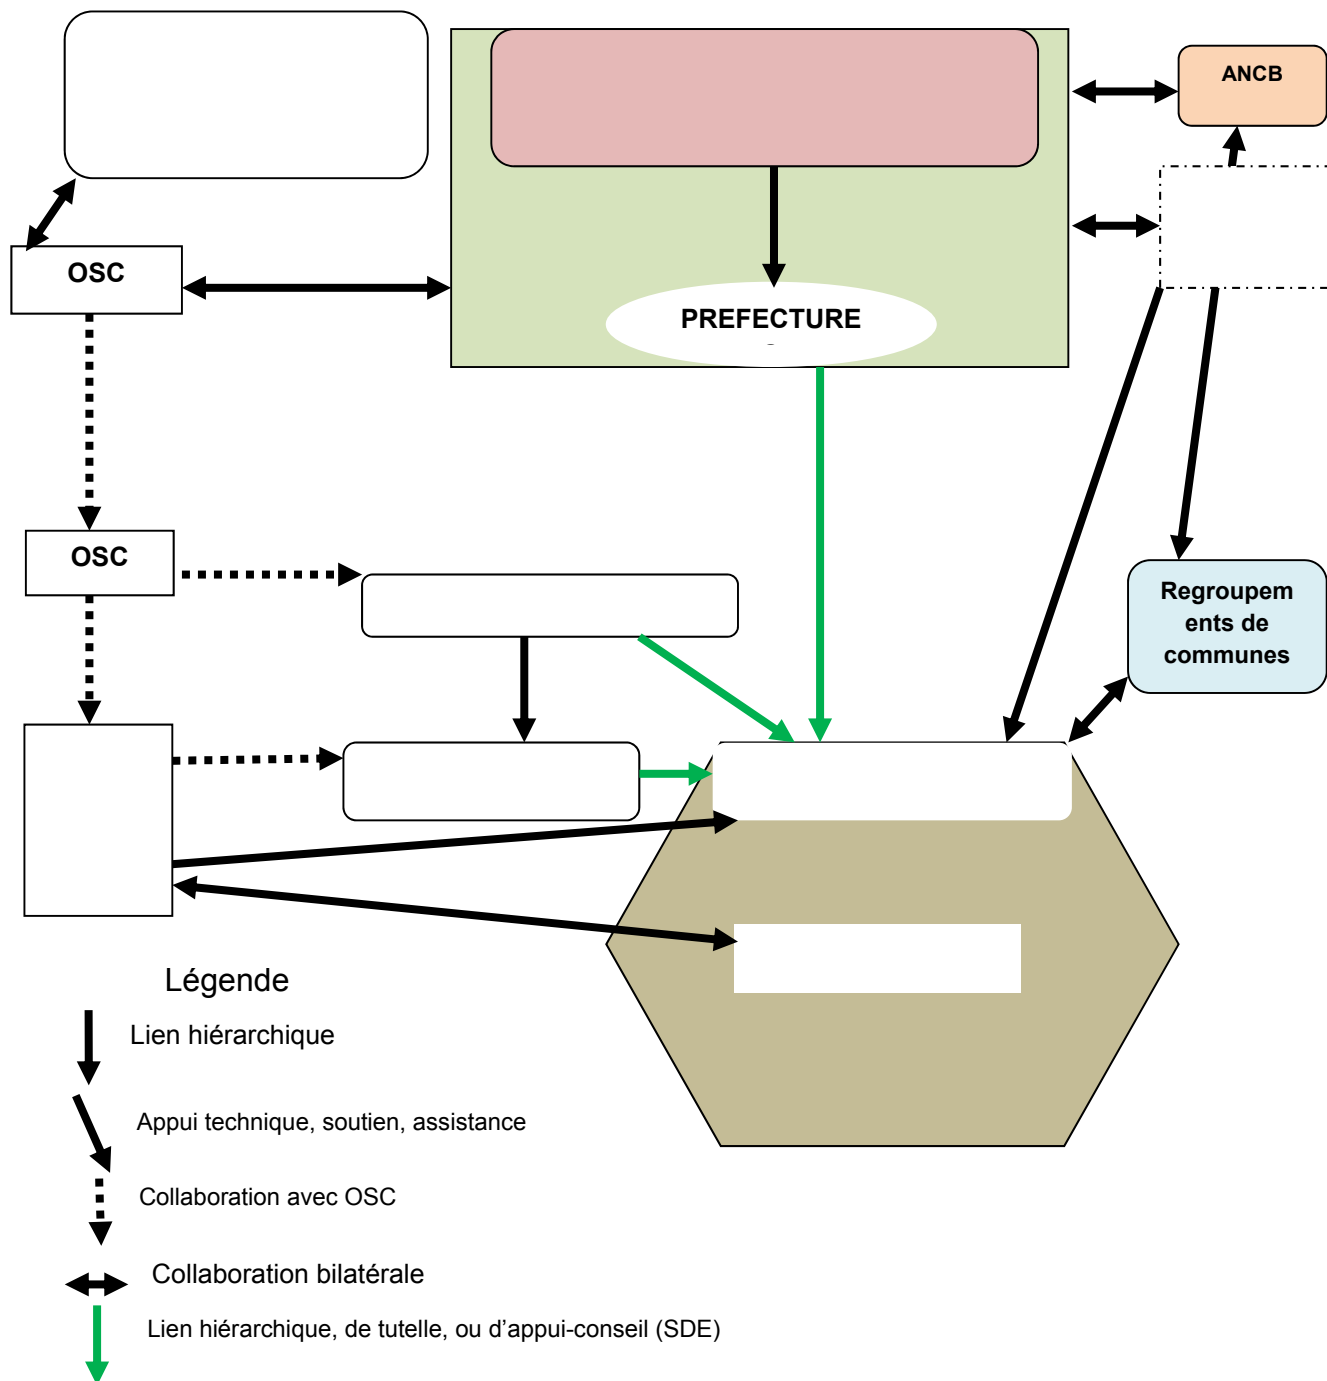 ANCB
OSC
PREFECTURE
OSC
Regroupem
ents de
communes
Légende
Lien hiérarchique
Appui technique, soutien, assistance
Collaboration avec OSC
Collaboration bilatérale
Lien hiérarchique, de tutelle, ou d’appui-conseil (SDE)